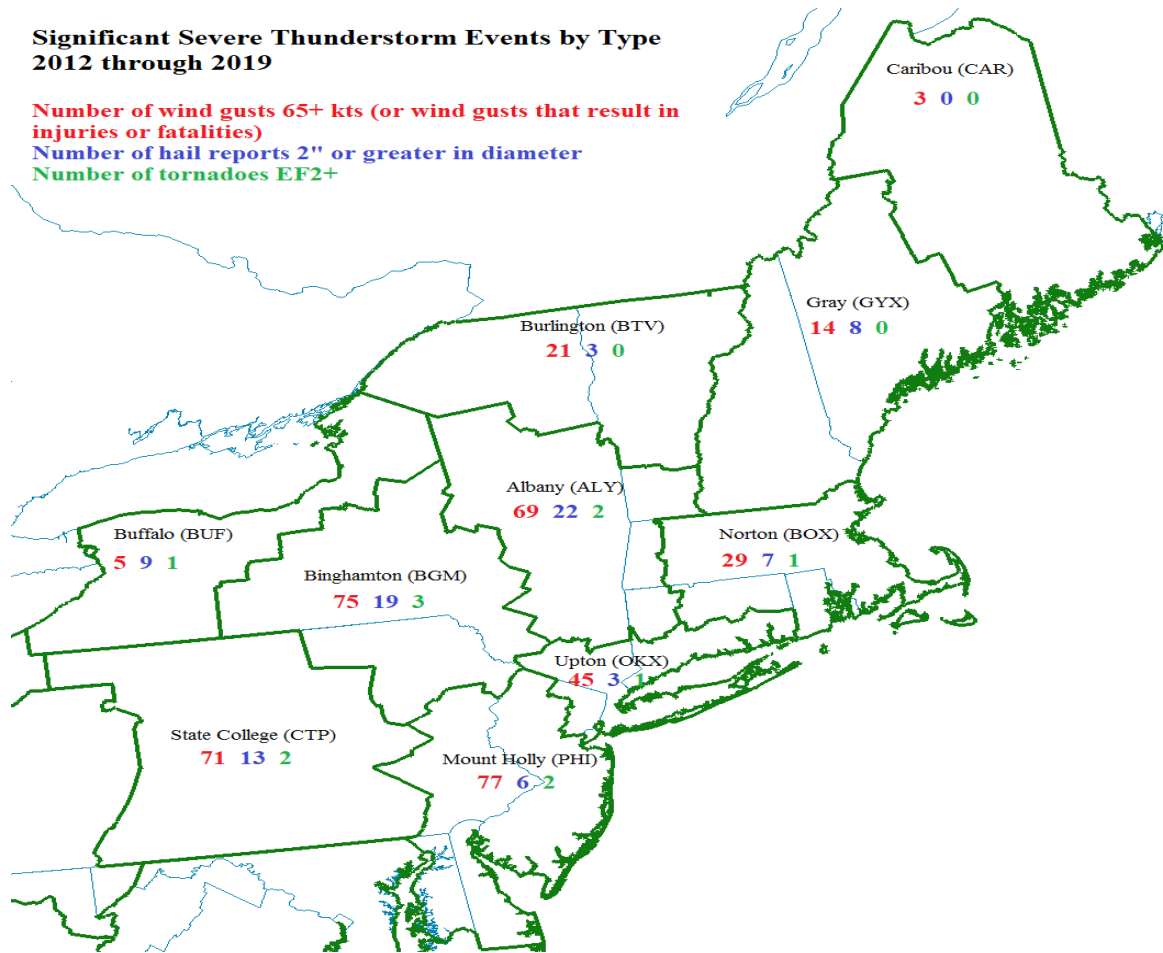 Significant Severe Thunderstorm Events by Type
2012 through 2019
Number of wind gusts 65+ kts (or wind gusts that result in
injuries or fatalities)
Number of hail reports 2" or greater in diameter
Number of tornadoes EF2+
Caribou (CAR)
3 0 0
Gray (GYX)
14 8 0
Burlington (BTV)
21 3 0
Albany (ALY)
69 22 2
Buffalo (BUF)
5 9 1
Norton (BOX)
29 7 1
Binghamton (BGM)
75 19 3
Upton (OKX)
45 3 1
State College (CTP)
71 13 2
Mount Holly (PHI)
77 6 2